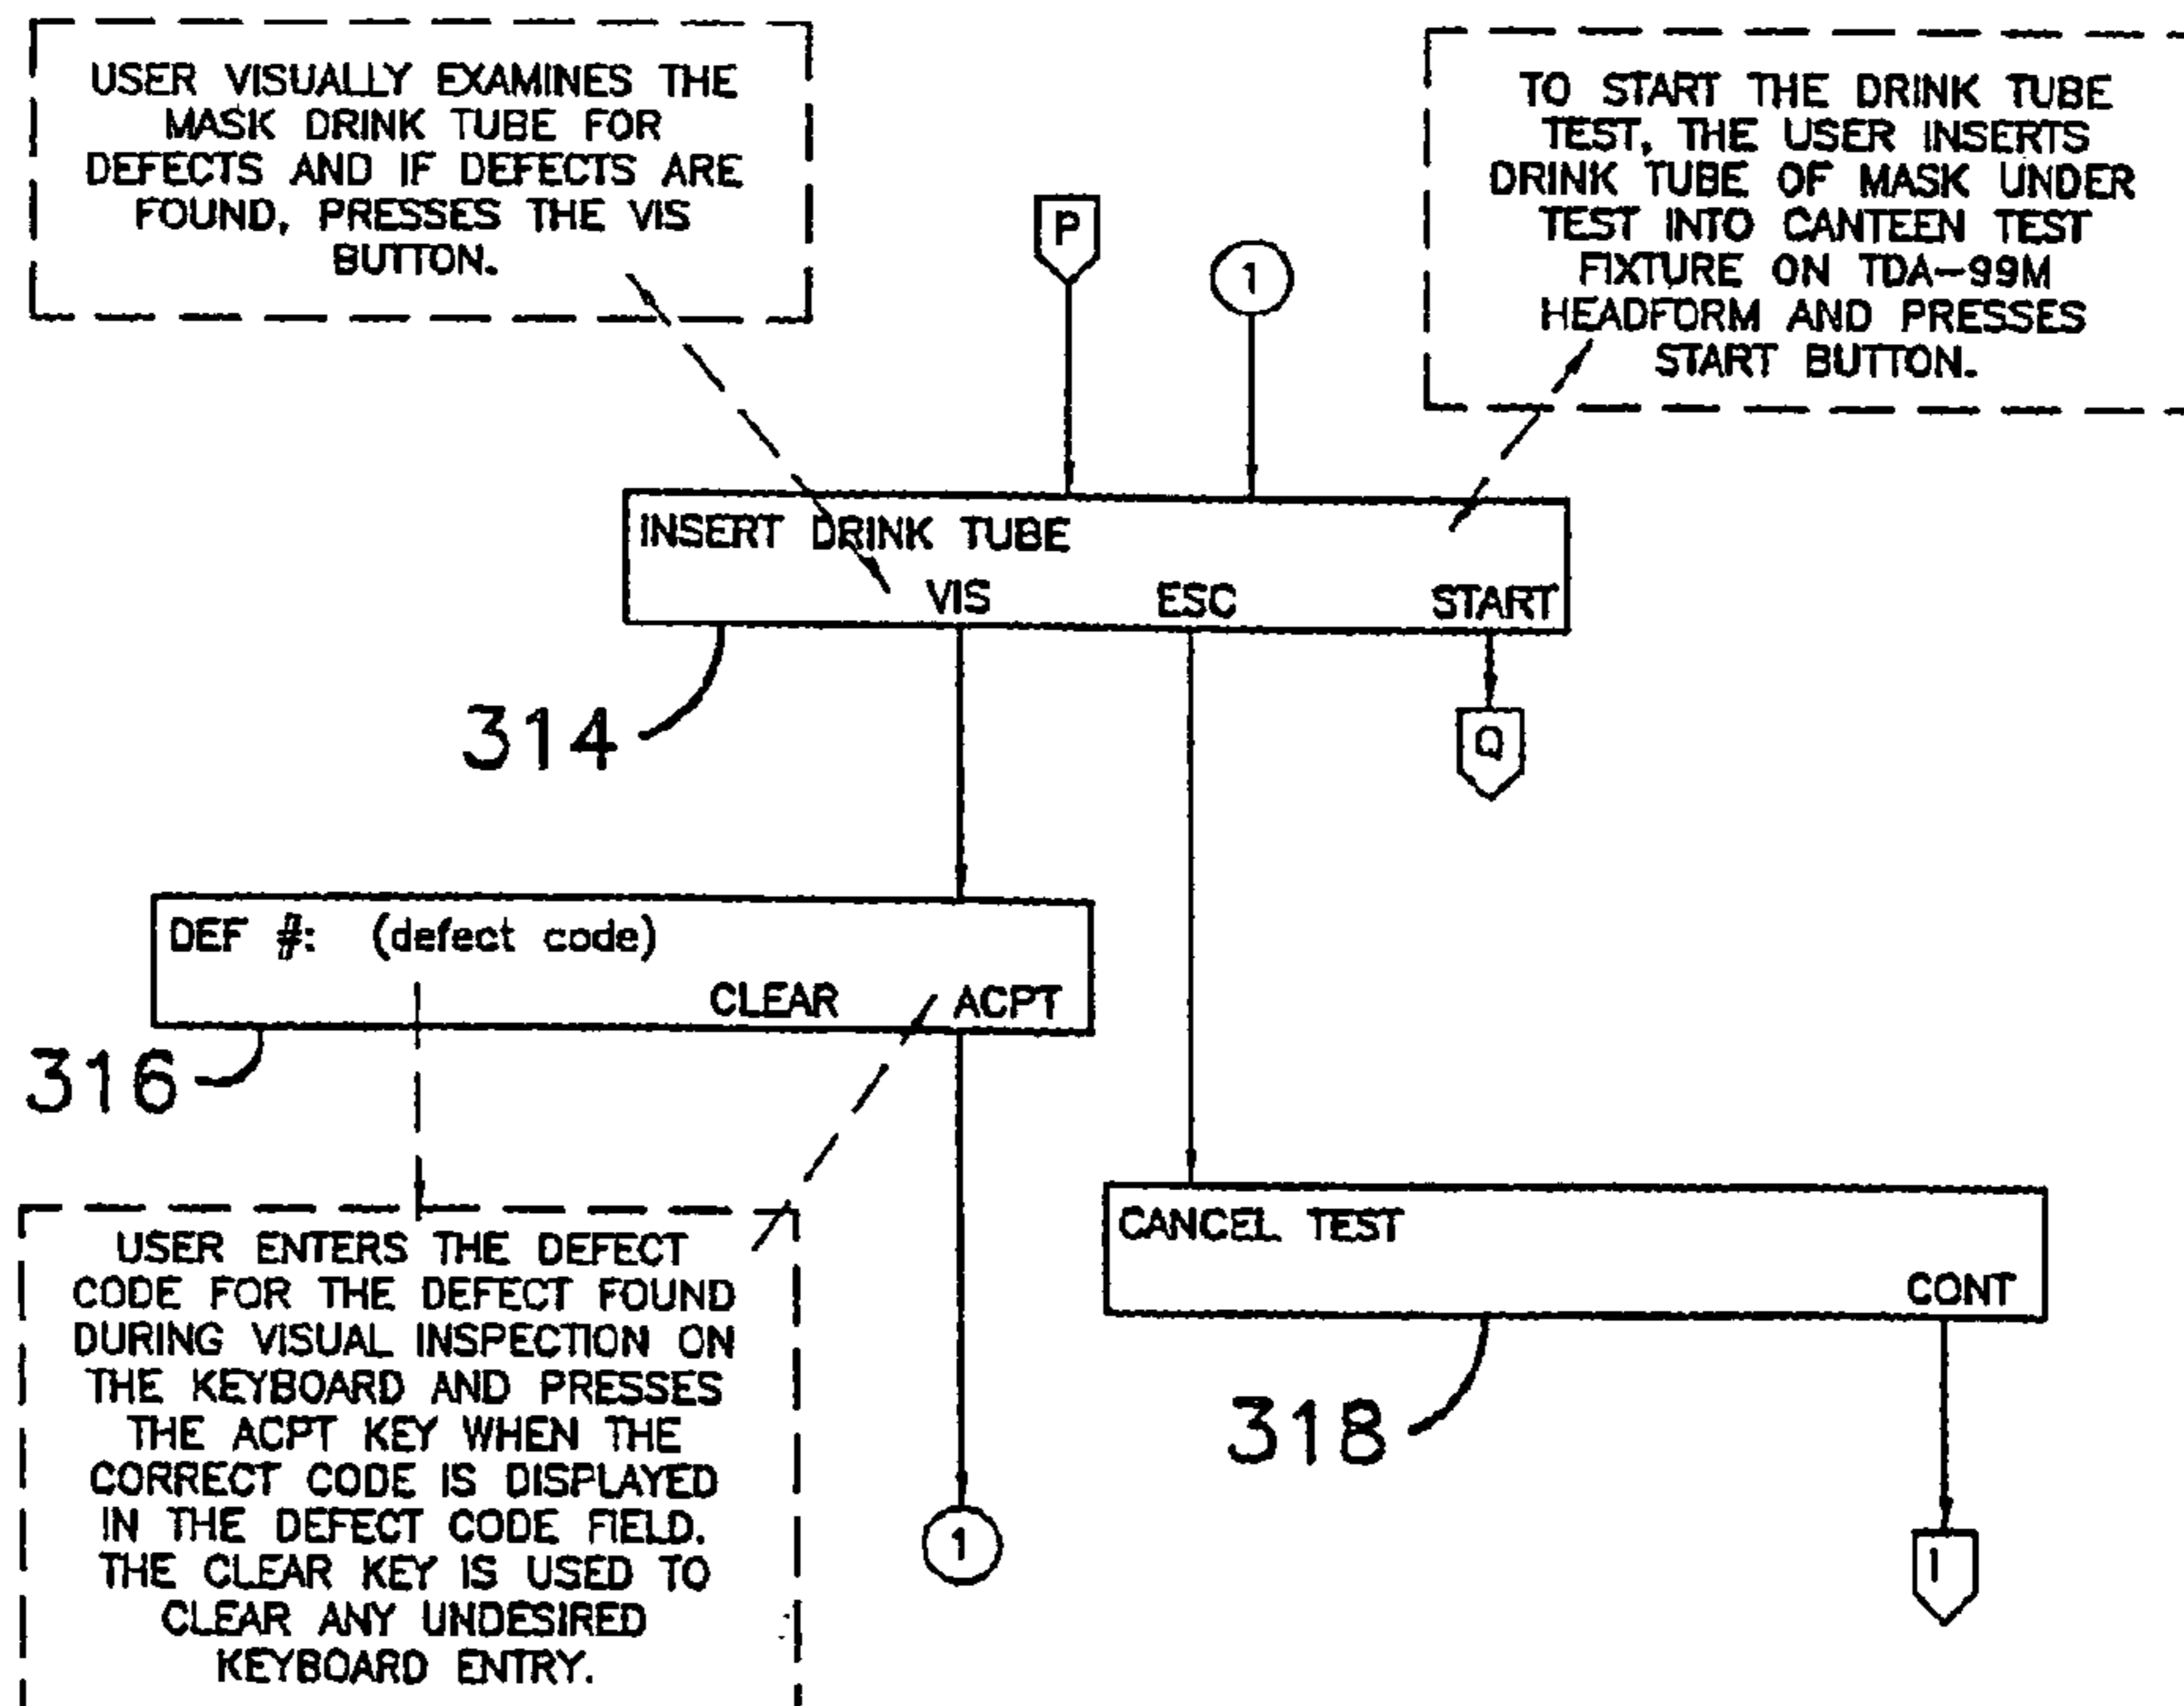 USER VISUALLY EXAMINES THE
MASK DRINK TUBE FOR
DEFECTS AND IF DEFECTS ARE
FOUND, PRESSES THE VIS
BUTTON.
P
1
TO START THE DRINK TUBE
TEST, THE USER INSERTS
DRINK TUBE OF MASK UNDER
TEST INTO CANTEEN TEST
FIXTURE ON TDA-99M
HEADFORM AND PRESSES
START BUTTON.
INSERT DRINK TUBE
VIS ESC START
314
Q
DEF #: (defect code)
CLEAR ACPT
316
USER ENTERS THE DEFECT
CODE FOR THE DEFECT FOUND
DURING VISUAL INSPECTION ON
THE KEYBOARD AND PRESSES
THE ACPT KEY WHEN THE
CORRECT CODE IS DISPLAYED
IN THE DEFECT CODE FIELD.
THE CLEAR KEY IS USED TO
CLEAR ANY UNDESIRED
KEYBOARD ENTRY.
1
CANCEL TEST
CONT
318
I